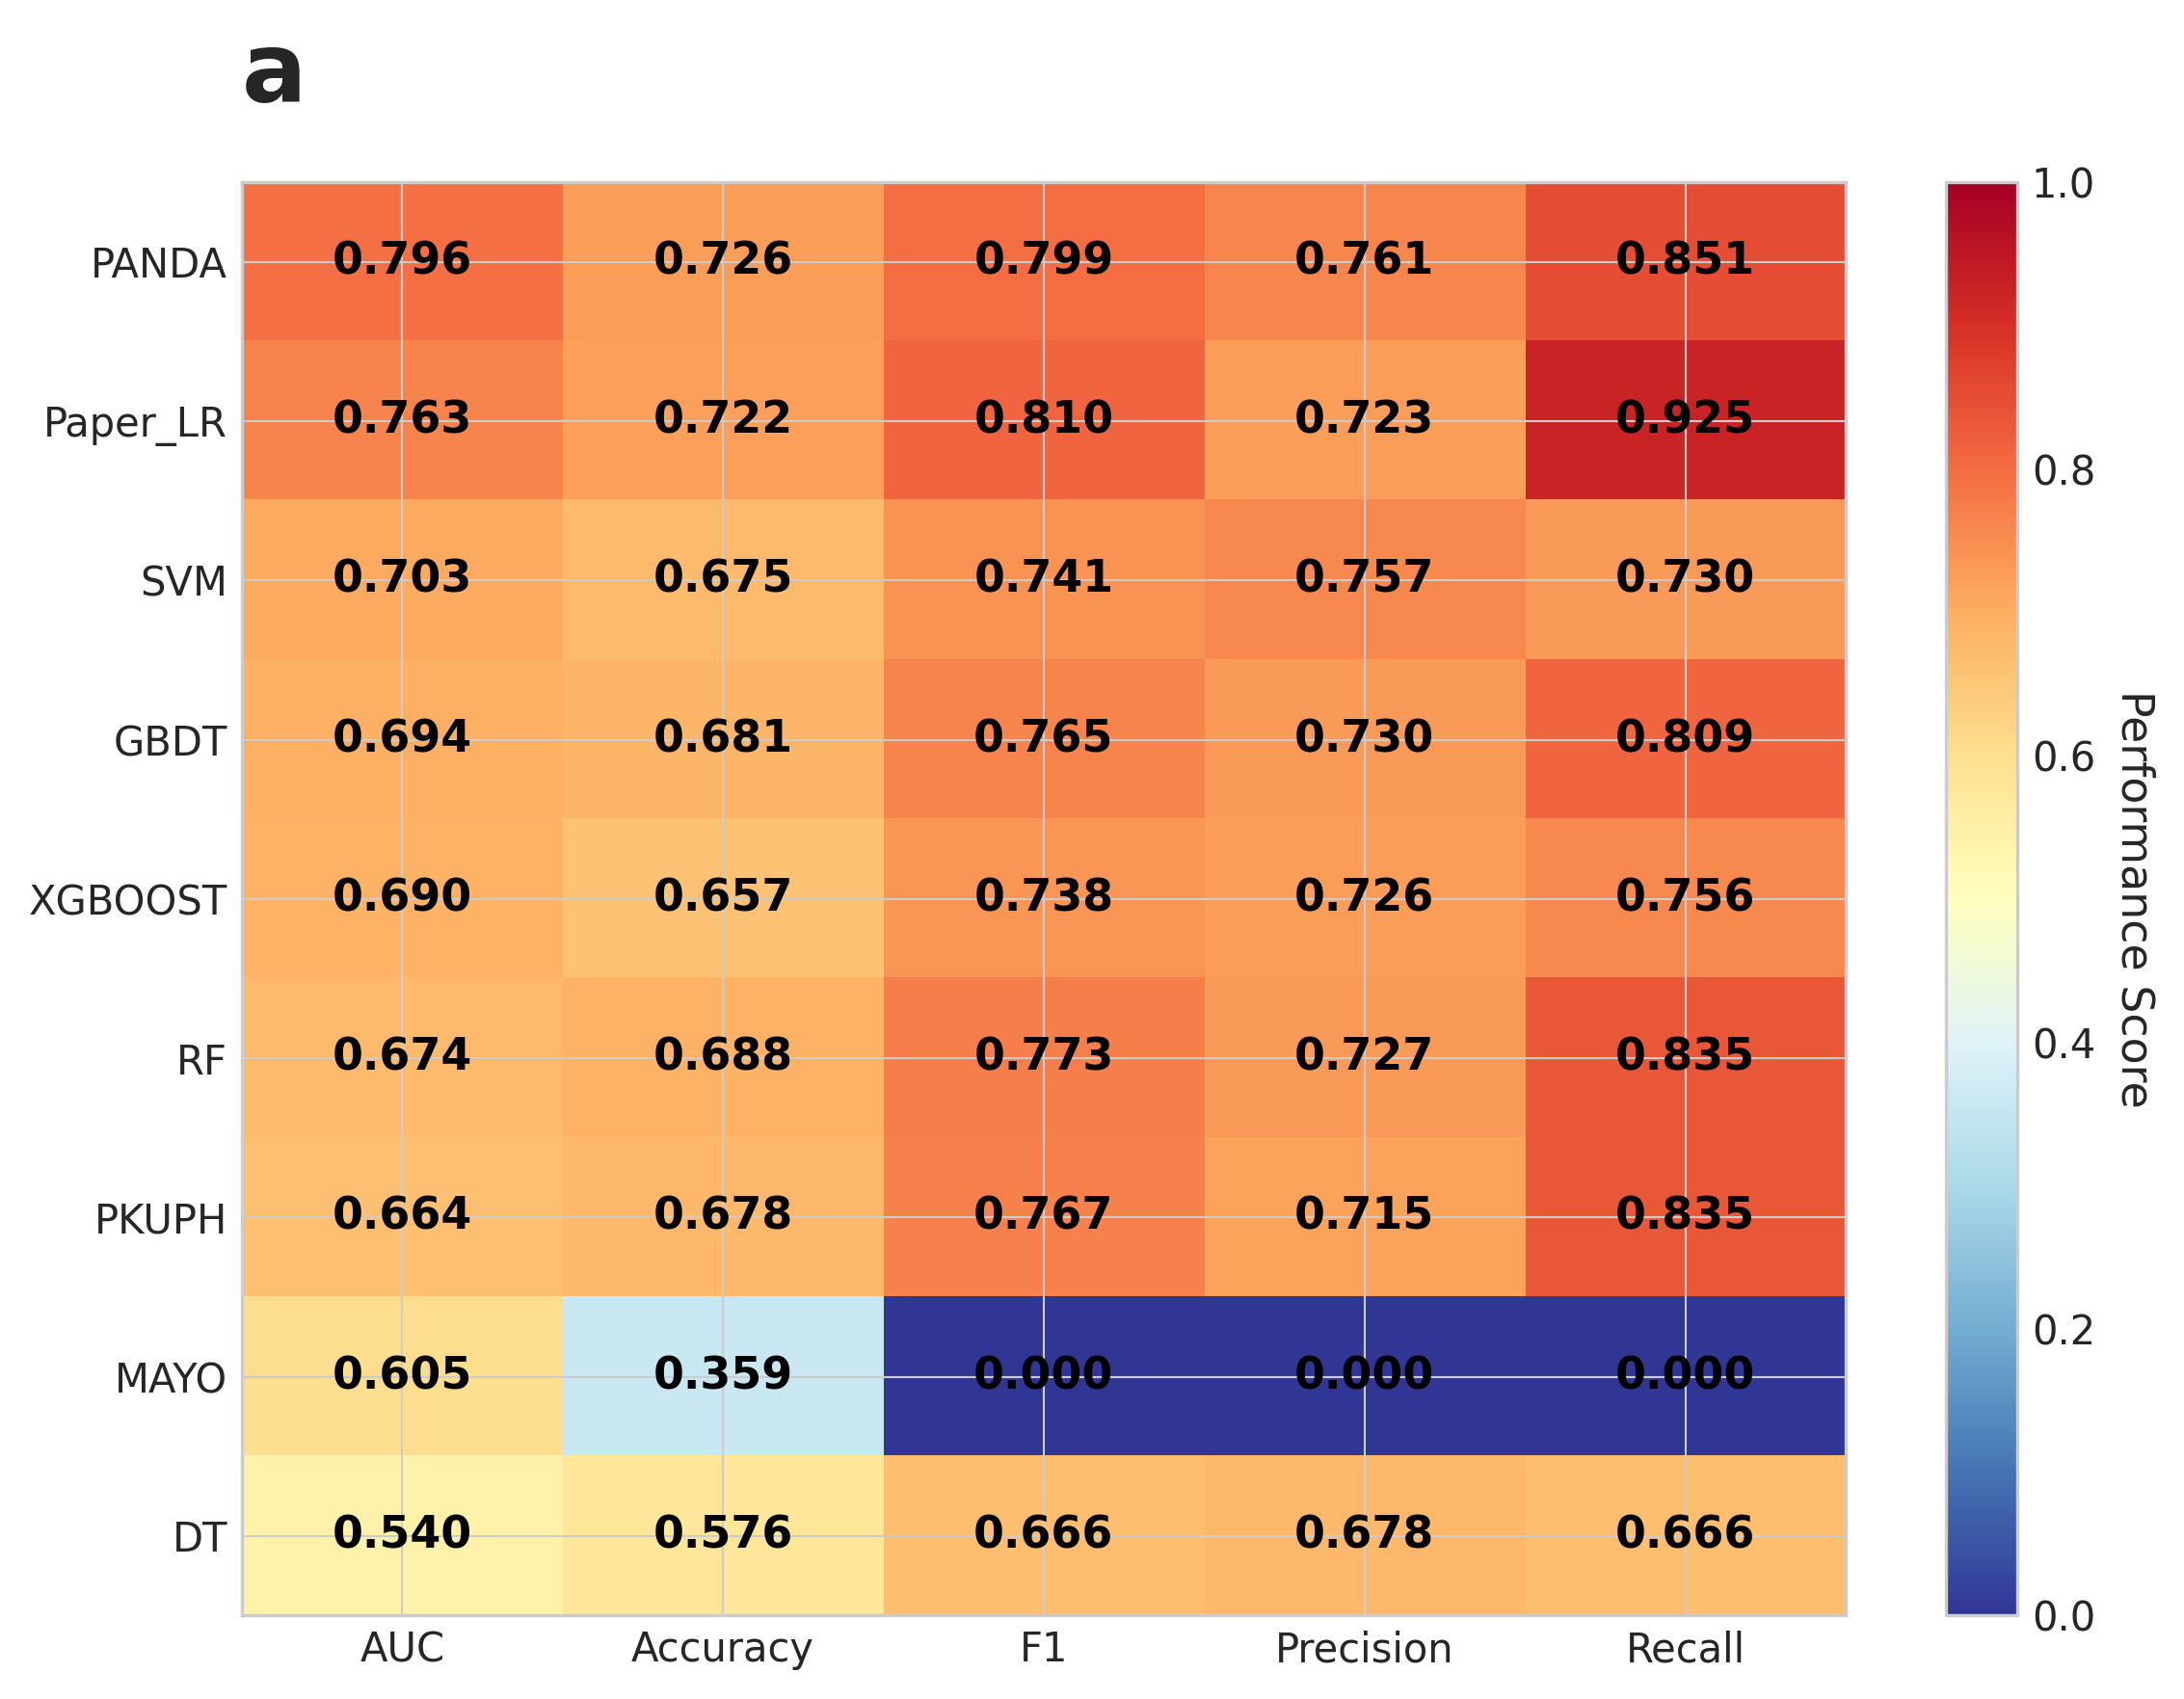 a
1.0
PANDA 0.796 0.726 0.799 0.761 0.851
Paper_LR 0.763 0.722 0.810 0.723 0.925
0.8
SVM 0.703 0.675 0.741 0.757 0.730
GBDT 0.694 0.681 0.765 0.730 0.809
0.6
XGBOOST 0.690 0.657 0.738 0.726 0.756
Performance Score
RF 0.674 0.688 0.773 0.727 0.835
0.4
PKUPH 0.664 0.678 0.767 0.715 0.835
0.2
MAYO 0.605 0.359 0.000 0.000 0.000
DT 0.540 0.576 0.666 0.678 0.666
0.0
AUC Accuracy F1 Precision Recall